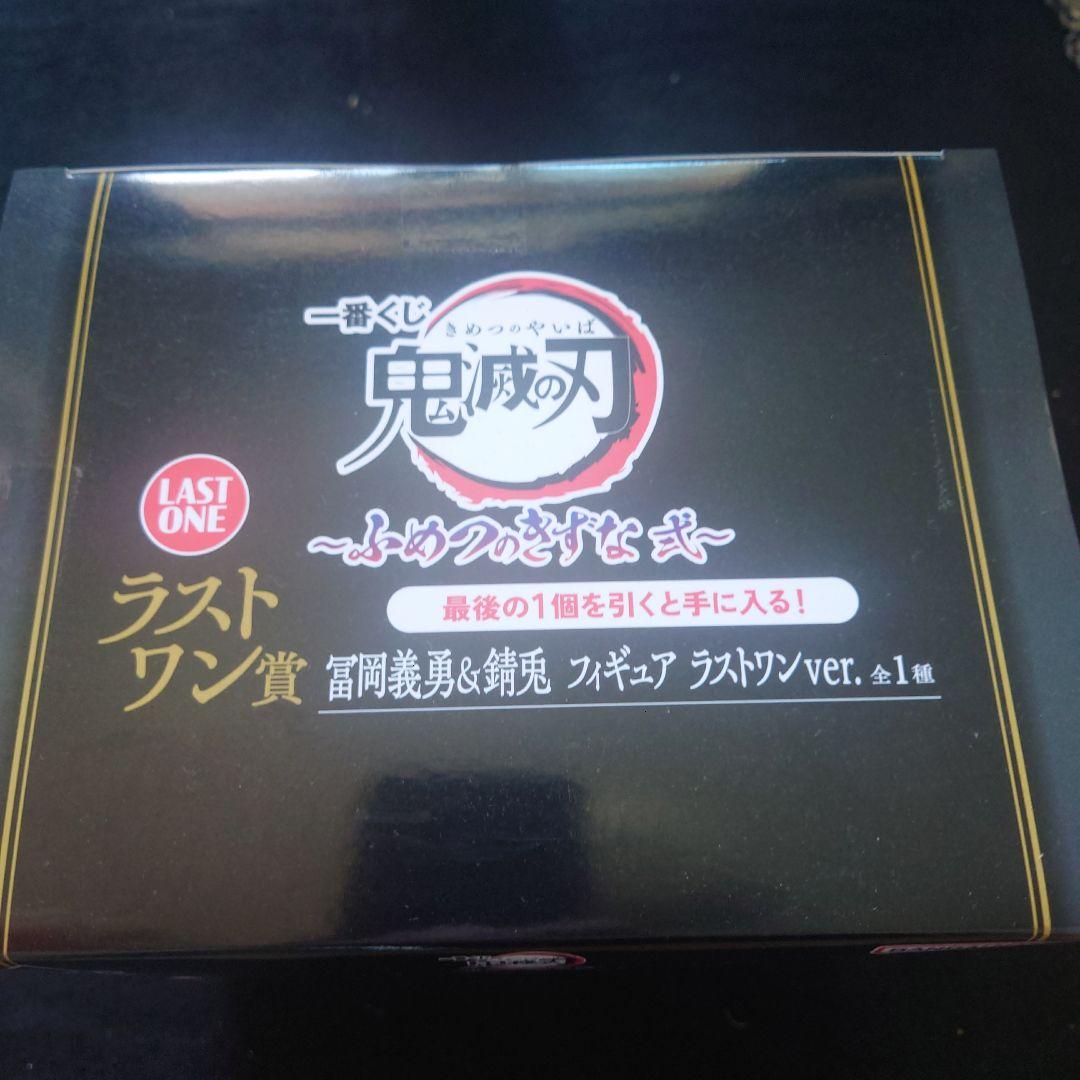 一番くじ
きめつのやいば
鬼滅の刃
～ふめつのきずな 弐～
LAST
ONE
最後の1個を引くと手に入る!
ラスト
ワン賞
冨岡義勇&錆兎 フィギュア ラストワンver. 全1種